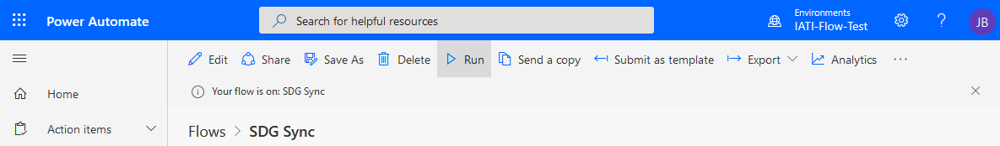 Power Automate
Search for helpful resources
Environments
IATI-Flow-Test
?
JB
Edit Share Save As Delete Run Send a copy Submit as template Export Analytics ...
Your flow is on: SDG Sync
Home
Action items
Flows > SDG Sync